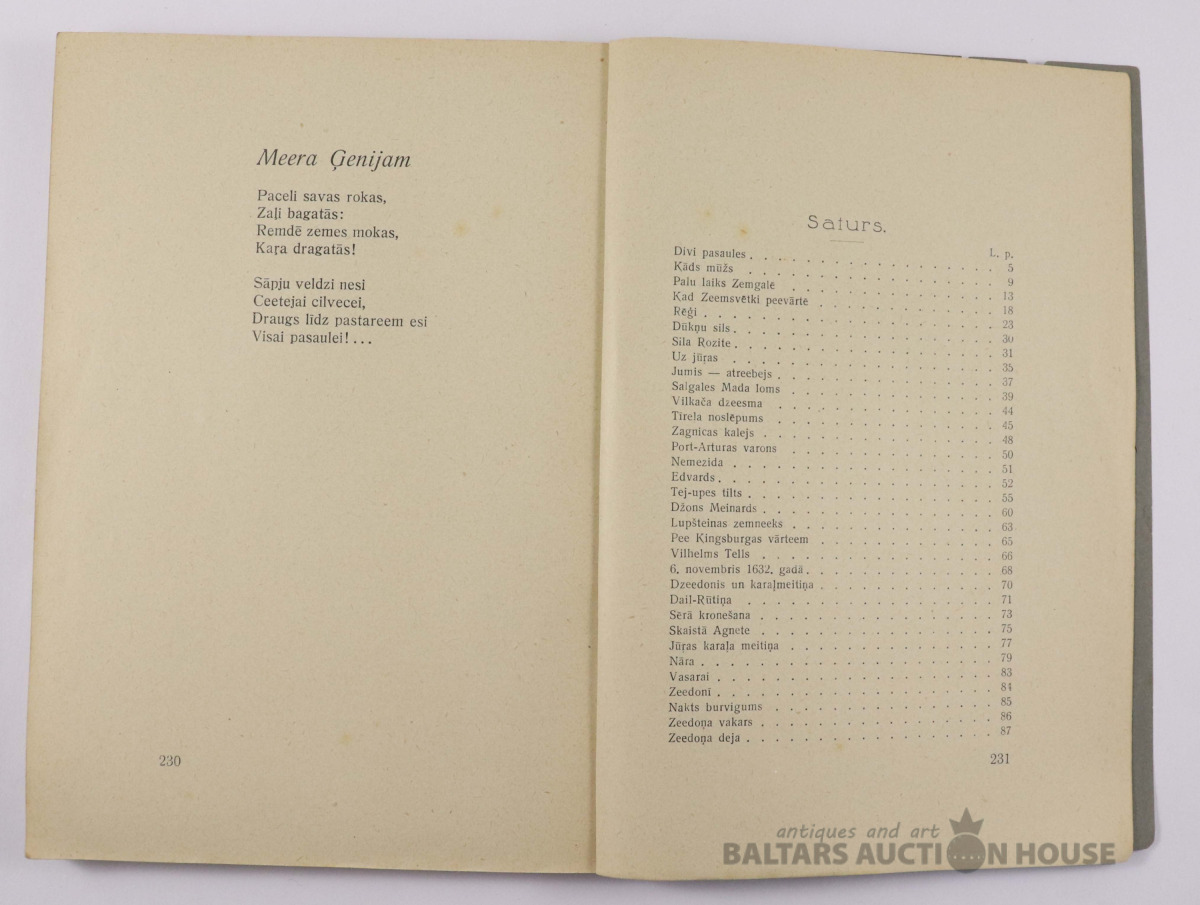 Meera Ģenijam
Paceli savas rokas,
Zaļi bagatās:
Remdē zemes mokas,
Kaŗa dragatās!
Sāpju veldzi nesi
Ceetejai cilvecei,
Draugs līdz pastareem esi
Visai pasaulei! . . .
230
Saturs.
L. p.
Divi pasaules . . . . . . . . . . . . . . . . . 5
Kāds mūžs . . . . . . . . . . . . . . . . . 9
Palu laiks Zemgalē . . . . . . . . . . . . . . . 13
Kad Zeemsvētki peevārtē . . . . . . . . . . . . . 18
Rēģi . . . . . . . . . . . . . . . . . . . . 23
Dūkņu sils . . . . . . . . . . . . . . . . . . 30
Sila Rozite . . . . . . . . . . . . . . . . . . 31
Uz jūŗas . . . . . . . . . . . . . . . . . . 35
Jumis — atreebejs . . . . . . . . . . . . . . . 37
Salgales Mada loms . . . . . . . . . . . . . . 39
Vilkača dzeesma . . . . . . . . . . . . . . . 44
Tīreļa noslēpums . . . . . . . . . . . . . . . 45
Zagnicas kalejs . . . . . . . . . . . . . . . . 48
Port-Arturas varons . . . . . . . . . . . . . . 50
Nemezida . . . . . . . . . . . . . . . . . . 51
Edvards . . . . . . . . . . . . . . . . . . . 52
Tej-upes tilts . . . . . . . . . . . . . . . . . 55
Džons Meinards . . . . . . . . . . . . . . . . 60
Lupšteinas zemneeks . . . . . . . . . . . . . . 63
Pee Kingsburgas vārteem . . . . . . . . . . . . 65
Vilhelms Tells . . . . . . . . . . . . . . . . 66
6. novembris 1632. gadā . . . . . . . . . . . . . 68
Dzeedonis un karaļmeitiņa . . . . . . . . . . . . 70
Dail-Rūtiņa . . . . . . . . . . . . . . . . . 71
Sērā kronešana . . . . . . . . . . . . . . . . 73
Skaistā Agnete . . . . . . . . . . . . . . . . 75
Jūŗas karaļa meitiņa . . . . . . . . . . . . . . 77
Nāra . . . . . . . . . . . . . . . . . . . . 79
Vasarai . . . . . . . . . . . . . . . . . . . 83
Zeedonī . . . . . . . . . . . . . . . . . . . 84
Nakts burvigums . . . . . . . . . . . . . . . 85
Zeedoņa vakars . . . . . . . . . . . . . . . . 86
Zeedoņa deja . . . . . . . . . . . . . . . . . 87
231
antiques and art
BALTARS AUCTION HOUSE